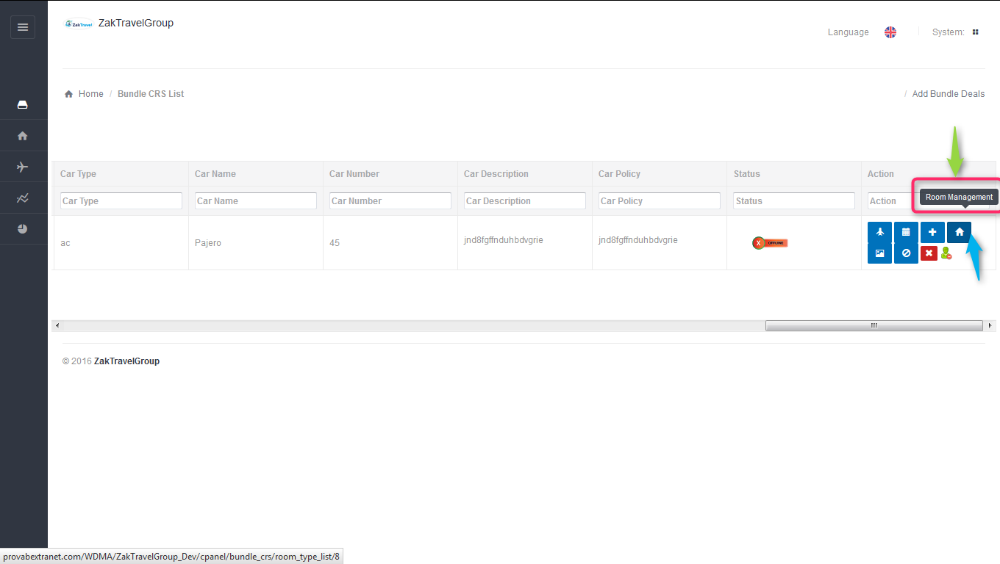 ZakTravel ZakTravelGroup
Language System:
Home / Bundle CRS List / Add Bundle Deals
Car Type Car Name Car Number Car Description Car Policy Status Action
Car Type Car Name Car Number Car Description Car Policy Status Action Room Management
ac Pajero 45 jnd8fgffnduhbdvgrie jnd8fgffnduhbdvgrie X OFFLINE
© 2016 ZakTravelGroup
provabextranet.com/WDMA/ZakTravelGroup_Dev/cpanel/bundle_crs/room_type_list/8